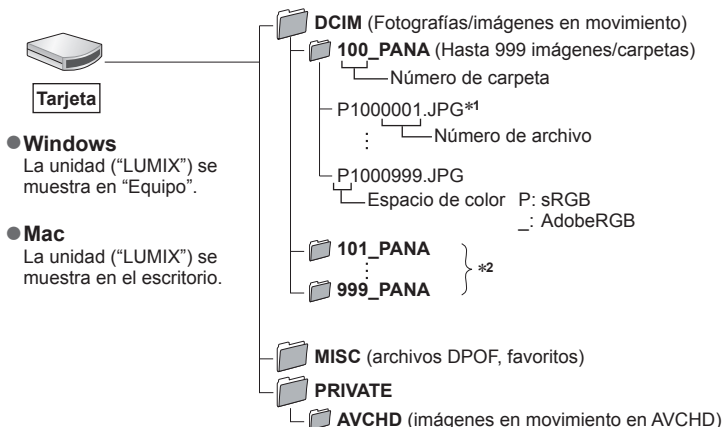 DCIM (Fotografías/imágenes en movimiento)
100_PANA (Hasta 999 imágenes/carpetas)
Número de carpeta
Tarjeta
P1000001.JPG*1
Número de archivo
●Windows
La unidad (“LUMIX”) se
muestra en “Equipo”.
P1000999.JPG
Espacio de color P: sRGB
_: AdobeRGB
●Mac
La unidad (“LUMIX”) se
muestra en el escritorio.
101_PANA
*2
999_PANA
MISC (archivos DPOF, favoritos)
PRIVATE
AVCHD (imágenes en movimiento en AVCHD)